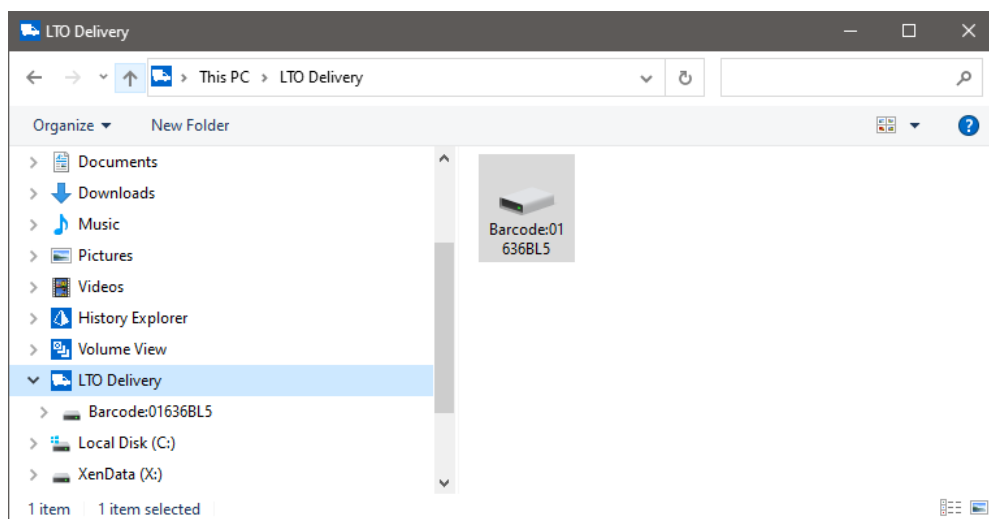 LTO Delivery
This PC > LTO Delivery
Organize New Folder
Documents
Downloads
Music
Pictures
Videos
History Explorer
Volume View
LTO Delivery
Barcode:01636BL5
Local Disk (C:)
XenData (X:)
Barcode:01
636BL5
1 item 1 item selected